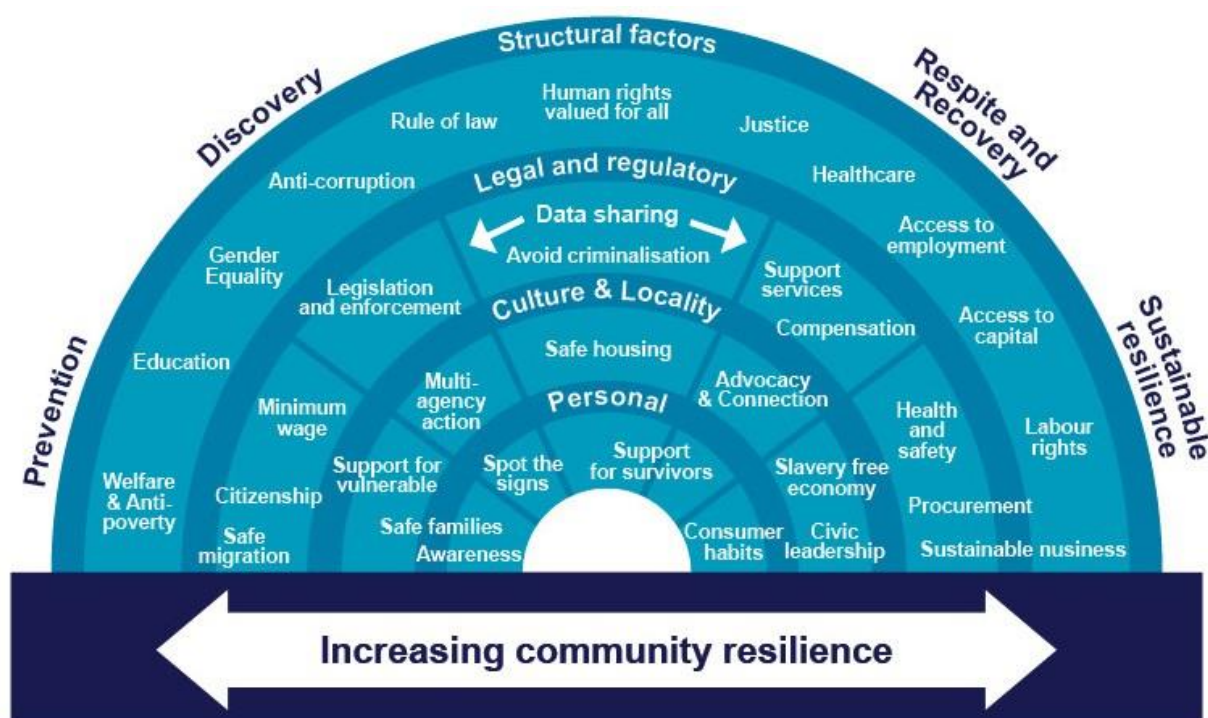 Prevention
Discovery
Respite and
Recovery
Sustainable
resilience
Structural factors
Welfare
& Anti-
poverty
Education
Gender
Equality
Anti-corruption
Rule of law
Human rights
valued for all
Justice
Healthcare
Access to
employment
Access to
capital
Labour
rights
Sustainable nusiness
Legal and regulatory
Safe
migration
Citizenship
Minimum
wage
Legislation
and enforcement
Data sharing
Avoid criminalisation
Support
services
Compensation
Health
and
safety
Procurement
Culture & Locality
Safe families
Support for
vulnerable
Multi-
agency
action
Safe housing
Advocacy
& Connection
Slavery free
economy
Civic
leadership
Personal
Awareness
Spot the
signs
Support
for survivors
Consumer
habits
Increasing community resilience